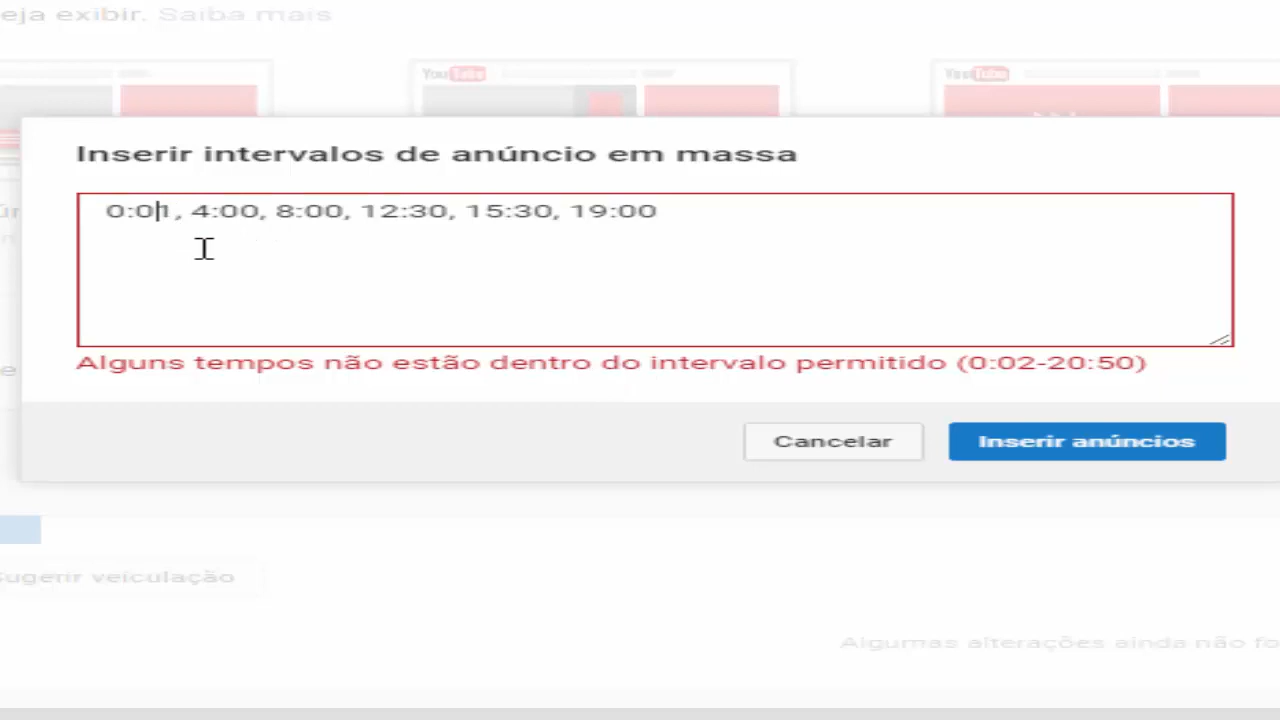 eja exibir. Saiba mais
YouTube
YouTube
Inserir intervalos de anúncio em massa
0:01, 4:00, 8:00, 12:30, 15:30, 19:00
Alguns tempos não estão dentro do intervalo permitido (0:02-20:50)
Cancelar
Inserir anúncios
Sugerir veiculação
Algumas alterações ainda não fo